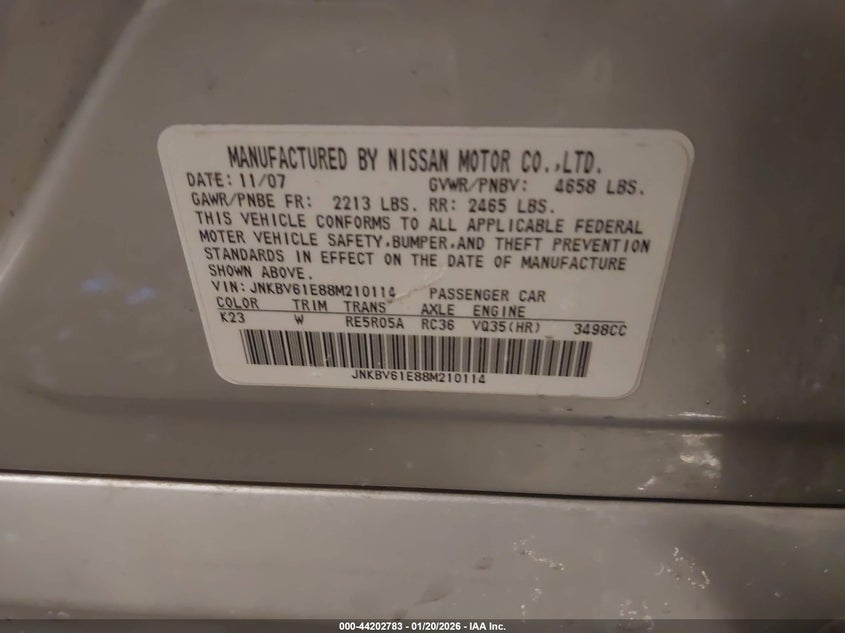 MANUFACTURED BY NISSAN MOTOR CO.,LTD.
DATE: 11/07 GVWR/PNBV: 4658 LBS.
GAWR/PNBE FR: 2213 LBS. RR: 2465 LBS.
THIS VEHICLE CONFORMS TO ALL APPLICABLE FEDERAL
MOTER VEHICLE SAFETY,BUMPER,AND THEFT PREVENTION
STANDARDS IN EFFECT ON THE DATE OF MANUFACTURE
SHOWN ABOVE.
VIN: JNKBV61E88M210114 PASSENGER CAR
COLOR TRIM TRANS AXLE ENGINE
K23 W RE5R05A RC36 VQ35(HR) 3498CC
JNKBV61E88M210114
000-44202783 - 01/20/2026 - IAA Inc.